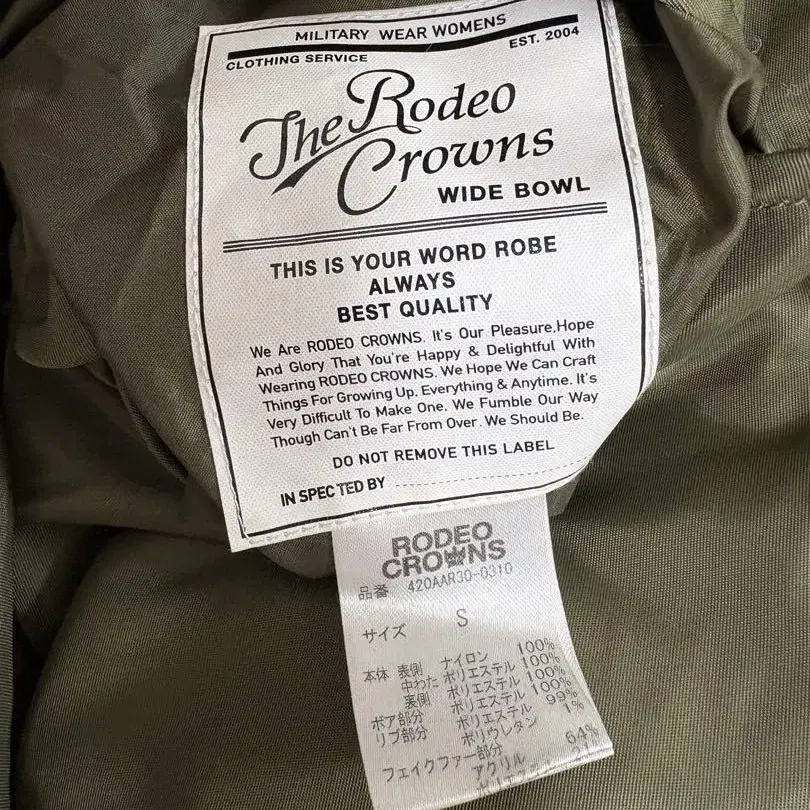 MILITARY WEAR WOMENS
CLOTHING SERVICE EST. 2004
The Rodeo
Crowns
WIDE BOWL
THIS IS YOUR WORD ROBE
ALWAYS
BEST QUALITY
We Are RODEO CROWNS. It's Our Pleasure,Hope
And Glory That You're Happy & Delightful With
Wearing RODEO CROWNS. We Hope We Can Craft
Things For Growing Up. Everything & Anytime. It's
Very Difficult To Make One. We Fumble Our Way
Though Can't Be Far From Over. We Should Be.
DO NOT REMOVE THIS LABEL
IN SPEC TED BY
RODEO
CROWNS
品番 420AAR30-0310
サイズ S
本体 表側 ナイロン 100%
中わた ポリエステル 100%
裏側 ポリエステル 100%
ボア部分 ポリエステル 100%
リブ部分 ポリエステル 99%
ポリウレタン 1%
フェイクファー部分
アクリル 64%